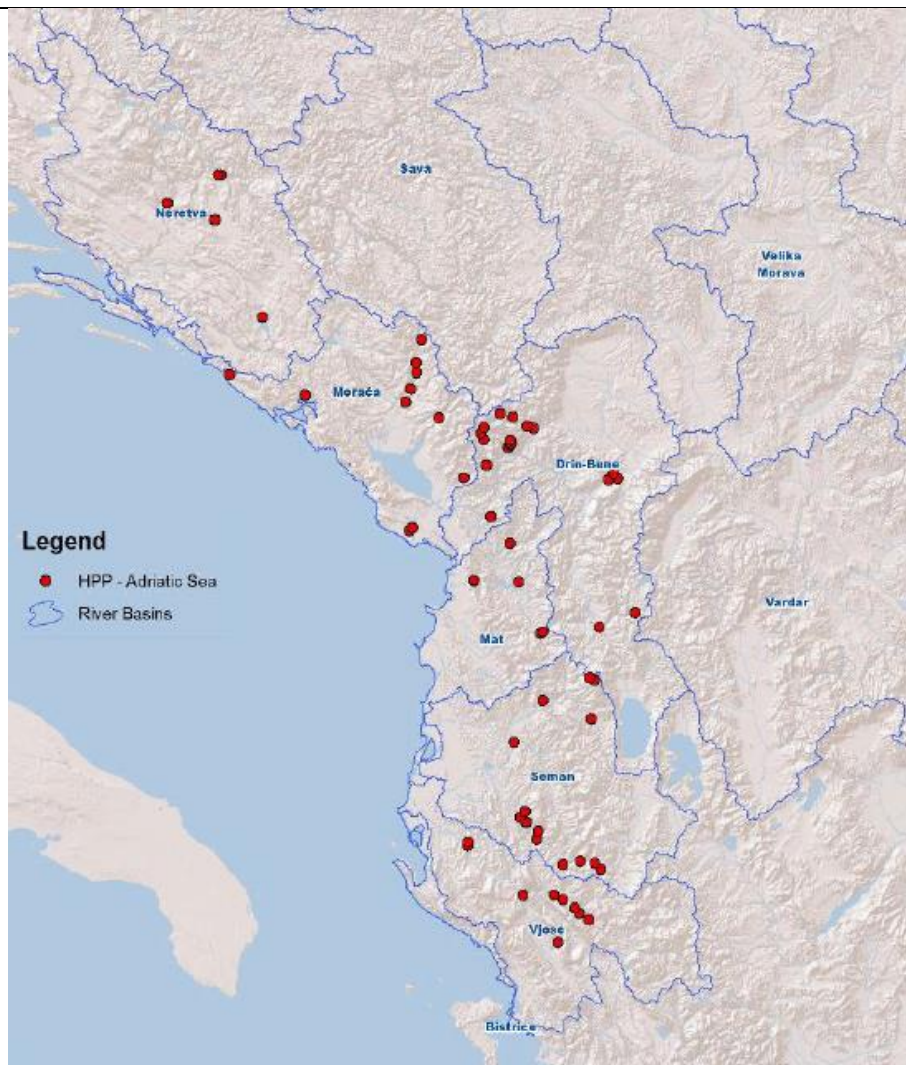 Sava
Neretva
Velika
Morava
Morača
Drin-Bune
Legend
HPP - Adriatic Sea
River Basins
Vardar
Mat
Seman
Vjose
Bistrice